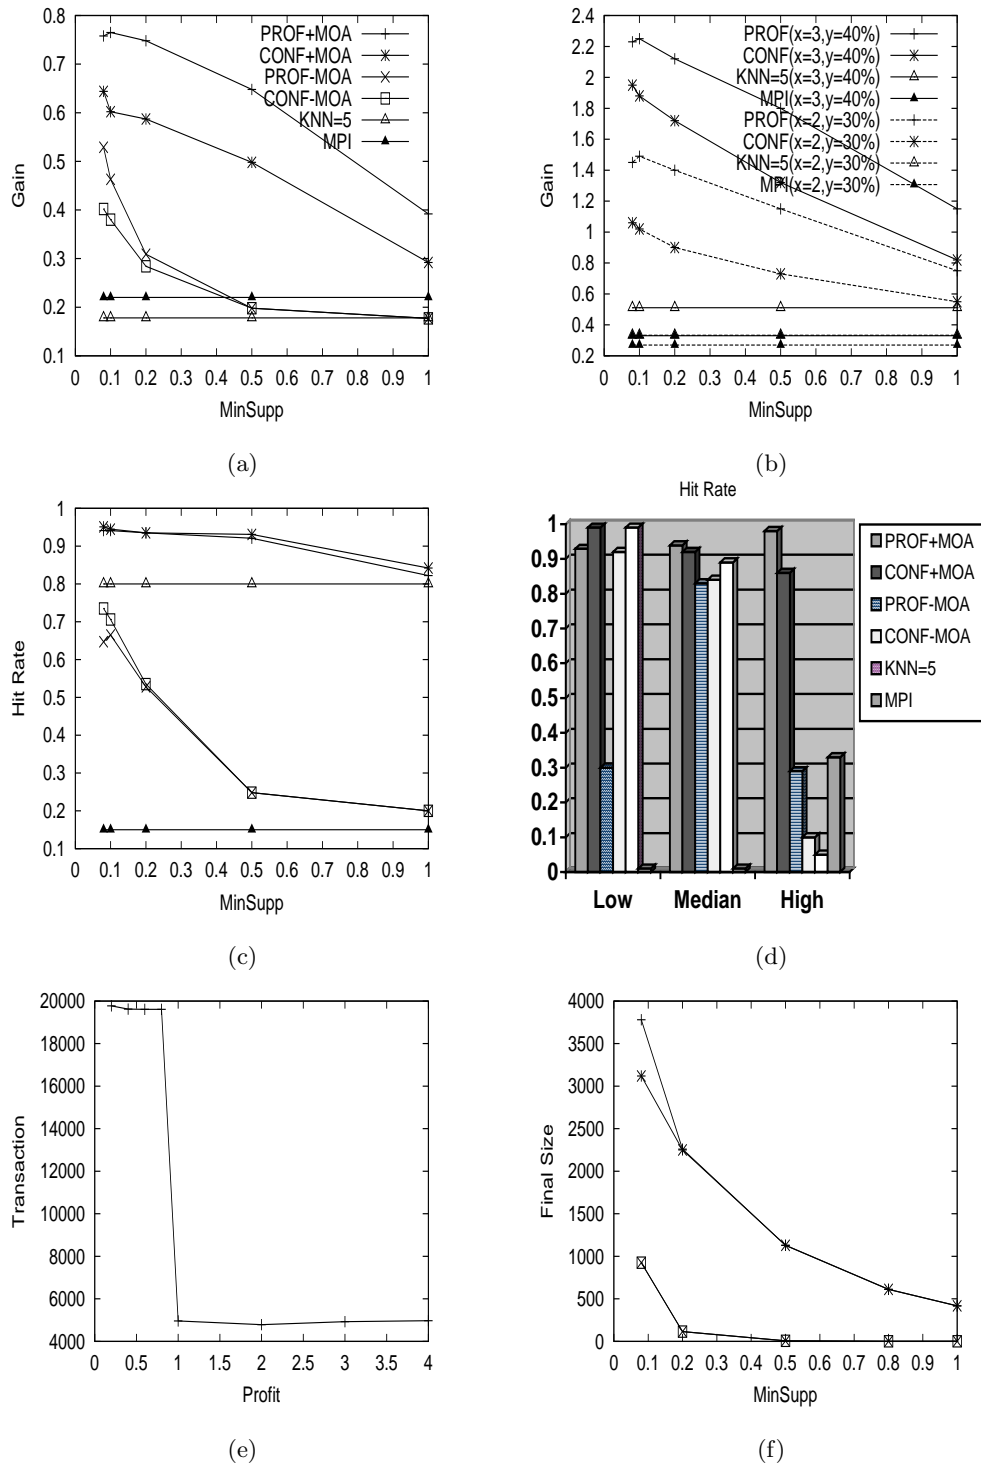 0.8
0.7
0.6
0.5
0.4
0.3
0.2
0.1
Gain
PROF+MOA
CONF+MOA
PROF-MOA
CONF-MOA
KNN=5
MPI
0 0.1 0.2 0.3 0.4 0.5 0.6 0.7 0.8 0.9 1
MinSupp
(a)
2.4
2.2
2
1.8
1.6
1.4
1.2
1
0.8
0.6
0.4
0.2
Gain
PROF(x=3,y=40%)
CONF(x=3,y=40%)
KNN=5(x=3,y=40%)
MPI(x=3,y=40%)
PROF(x=2,y=30%)
CONF(x=2,y=30%)
KNN=5(x=2,y=30%)
MPI(x=2,y=30%)
0 0.1 0.2 0.3 0.4 0.5 0.6 0.7 0.8 0.9 1
MinSupp
(b)
1
0.9
0.8
0.7
0.6
0.5
0.4
0.3
0.2
0.1
Hit Rate
0 0.1 0.2 0.3 0.4 0.5 0.6 0.7 0.8 0.9 1
MinSupp
(c)
Hit Rate
1
0.9
0.8
0.7
0.6
0.5
0.4
0.3
0.2
0.1
0
Low Median High
PROF+MOA
CONF+MOA
PROF-MOA
CONF-MOA
KNN=5
MPI
(d)
20000
18000
16000
14000
12000
10000
8000
6000
4000
Transaction
0 0.5 1 1.5 2 2.5 3 3.5 4
Profit
(e)
4000
3500
3000
2500
2000
1500
1000
500
0
Final Size
0 0.1 0.2 0.3 0.4 0.5 0.6 0.7 0.8 0.9 1
MinSupp
(f)